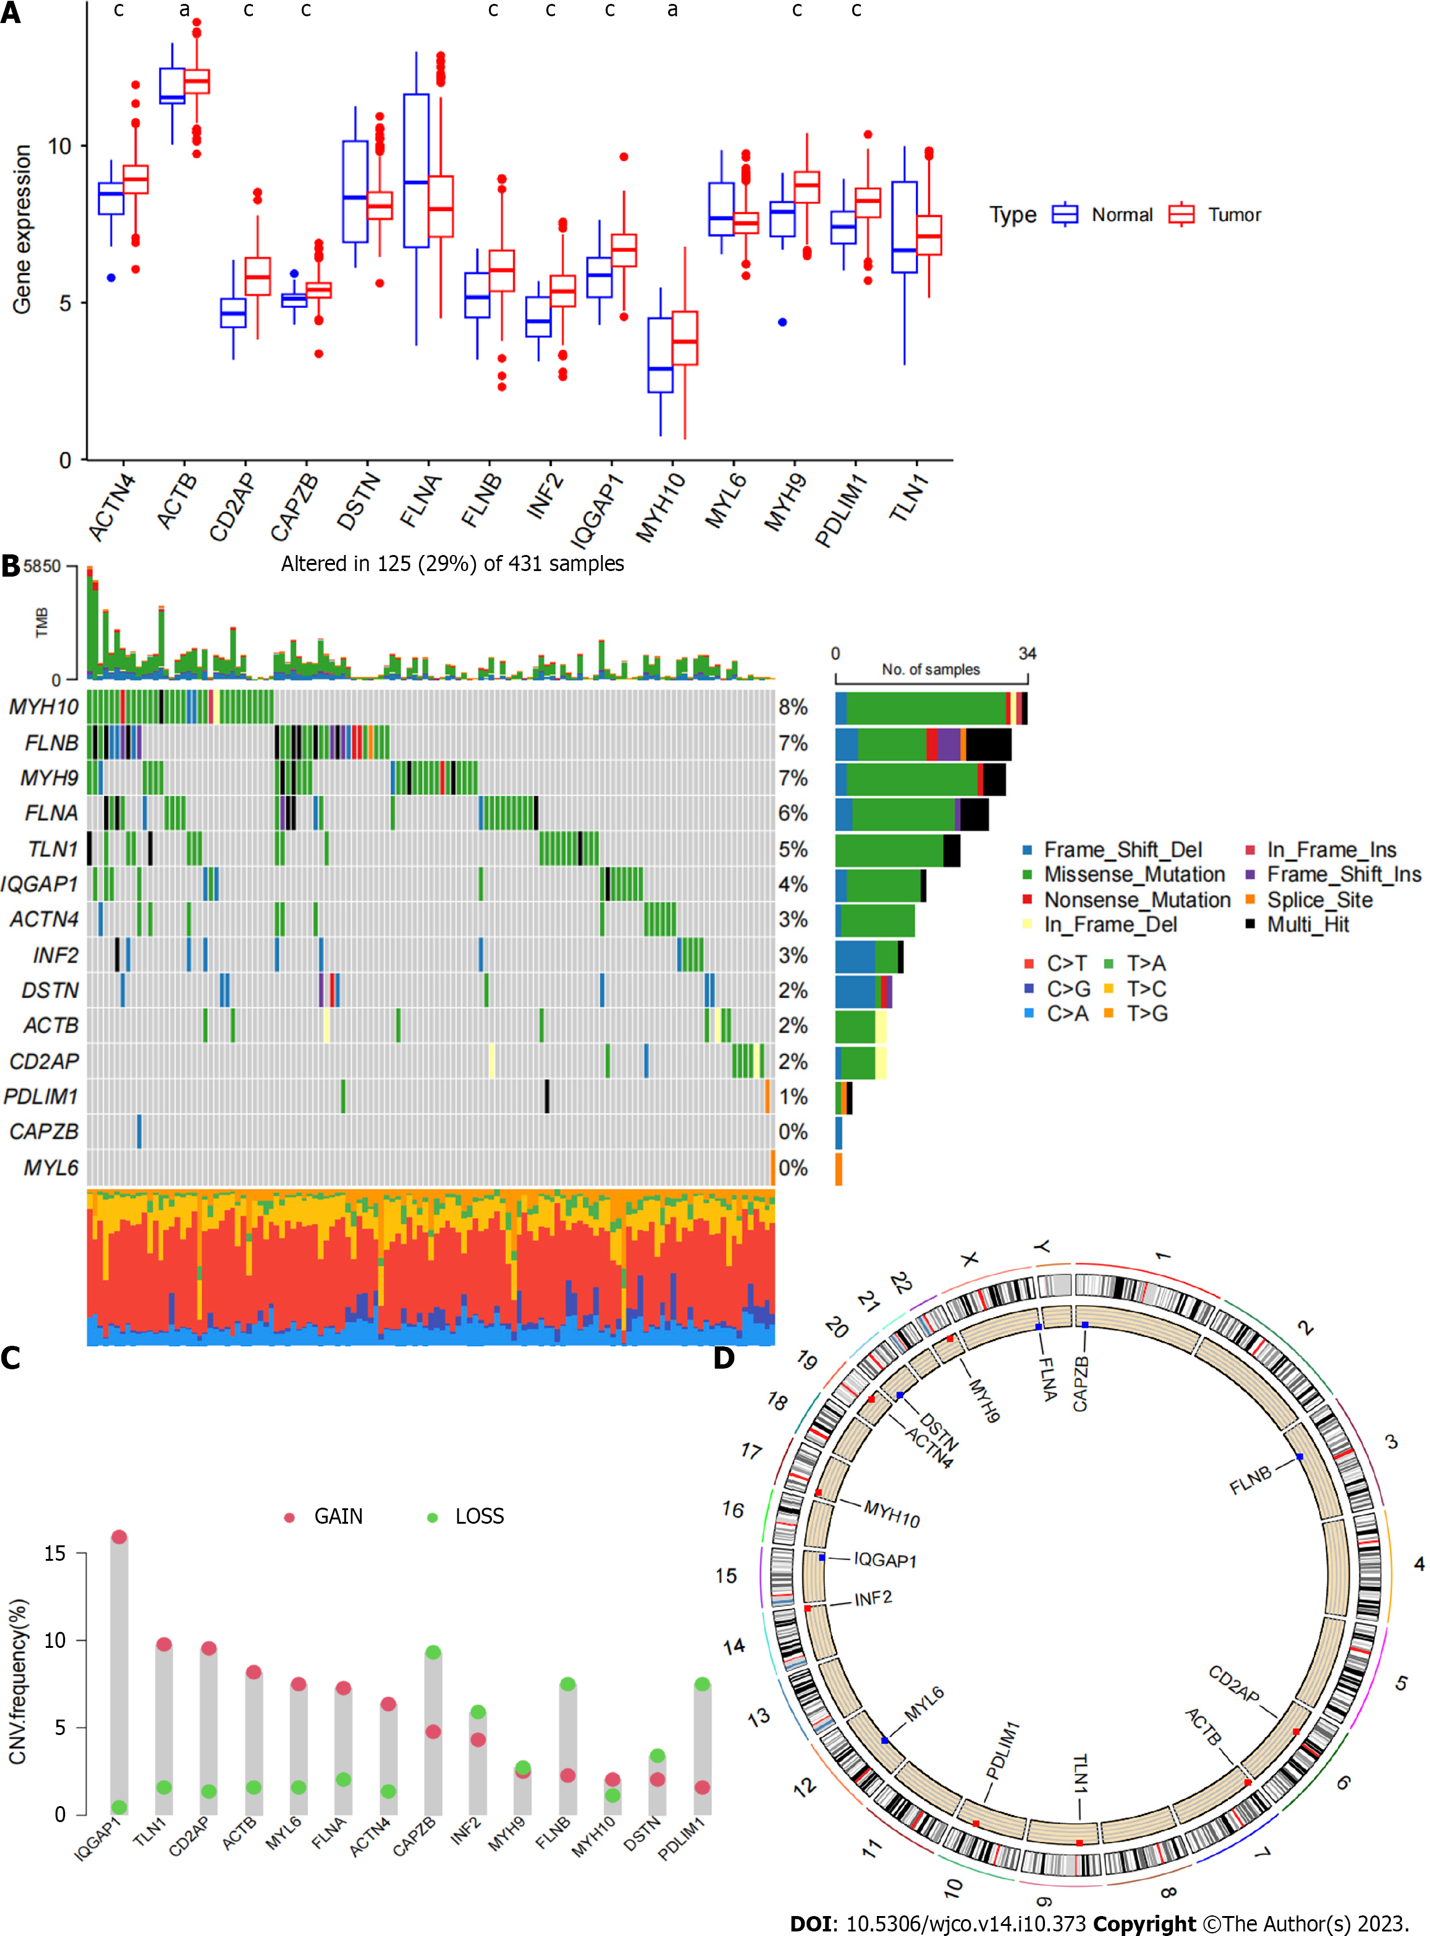 A
c a c c c c c a c c
Gene expression
10
5
0
Type Normal Tumor
ACTN4 ACTB CD2AP CAPZB DSTN FLNA FLNB INF2 IQGAP1 MYH10 MYL6 MYH9 PDLIM1 TLN1
B
Altered in 125 (29%) of 431 samples
5850
TMB
0
0 34
No. of samples
MYH10 8%
FLNB 7%
MYH9 7%
FLNA 6%
TLN1 5%
IQGAP1 4%
ACTN4 3%
INF2 3%
DSTN 2%
ACTB 2%
CD2AP 2%
PDLIM1 1%
CAPZB 0%
MYL6 0%
Frame_Shift_Del In_Frame_Ins
Missense_Mutation Frame_Shift_Ins
Nonsense_Mutation Splice_Site
In_Frame_Del Multi_Hit
C>T T>A
C>G T>C
C>A T>G
C
GAIN LOSS
CNV.frequency(%)
15
10
5
0
IQGAP1 TLN1 CD2AP ACTB MYL6 FLNA ACTN4 CAPZB INF2 MYH9 FLNB MYH10 DSTN PDLIM1
D
1
2
3
4
5
6
7
8
9
10
11
12
13
14
15
16
17
18
19
20
21
22
X
Y
CAPZB
FLNB
CD2AP
ACTB
TLN1
PDLIM1
MYL6
INF2
IQGAP1
MYH10
ACTN4
DSTN
MYH9
FLNA
DOI: 10.5306/wjco.v14.i10.373 Copyright ©The Author(s) 2023.